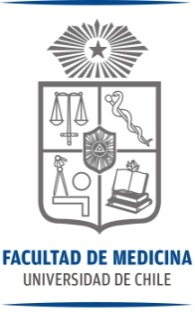 FACULTAD DE MEDICINA
UNIVERSIDAD DE CHILE